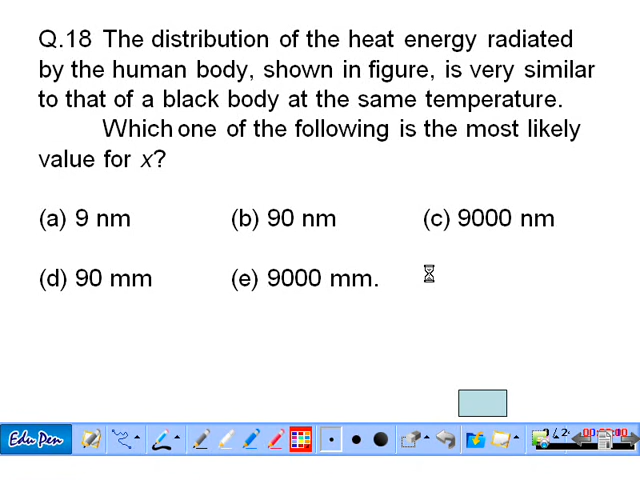 Q.18 The distribution of the heat energy radiated
by the human body, shown in figure, is very similar
to that of a black body at the same temperature.
Which one of the following is the most likely
value for x?
(a) 9 nm (b) 90 nm (c) 9000 nm
(d) 90 mm (e) 9000 mm.
Edu Pen